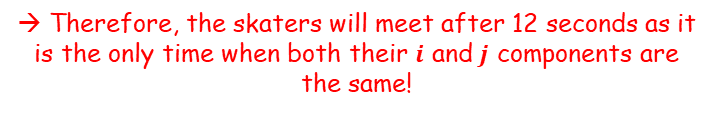 → Therefore, the skaters will meet after 12 seconds as it
is the only time when both their i and j components are
the same!